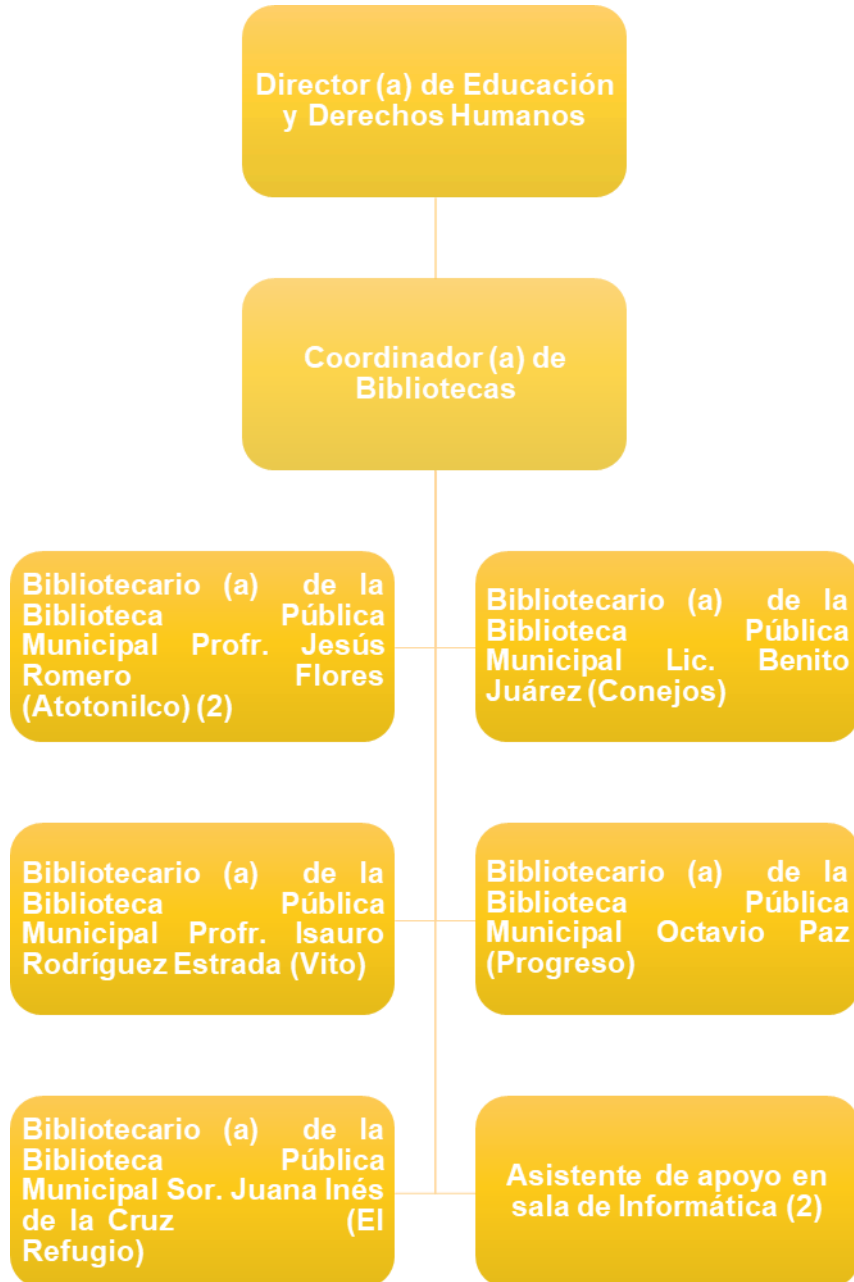 Director (a) de Educación
y Derechos Humanos
Coordinador (a) de
Bibliotecas
Bibliotecario (a) de la
Biblioteca Pública
Municipal Profr. Jesús
Romero Flores
(Atotonilco) (2)
Bibliotecario (a) de la
Biblioteca Pública
Municipal Lic. Benito
Juárez (Conejos)
Bibliotecario (a) de la
Biblioteca Pública
Municipal Profr. Isauro
Rodríguez Estrada (Vito)
Bibliotecario (a) de la
Biblioteca Pública
Municipal Octavio Paz
(Progreso)
Bibliotecario (a) de la
Biblioteca Pública
Municipal Sor. Juana Inés
de la Cruz (El
Refugio)
Asistente de apoyo en
sala de Informática (2)